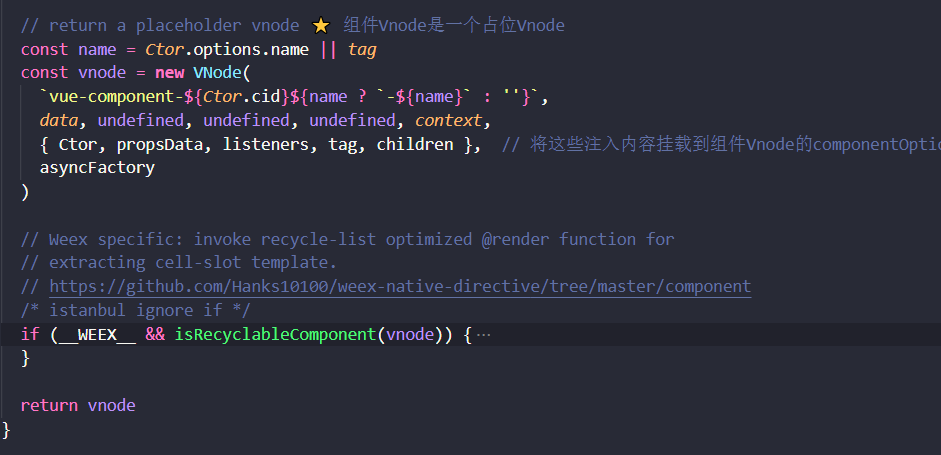 // return a placeholder vnode ⭐ 组件Vnode是一个占位Vnode
const name = Ctor.options.name || tag
const vnode = new VNode(
`vue-component-${Ctor.cid}${name ? `-${name}` : ''}`,
data, undefined, undefined, undefined, context,
{ Ctor, propsData, listeners, tag, children }, // 将这些注入内容挂载到组件Vnode的componentOptio
asyncFactory
)
// Weex specific: invoke recycle-list optimized @render function for
// extracting cell-slot template.
// https://github.com/Hanks10100/weex-native-directive/tree/master/component
/* istanbul ignore if */
if (__WEEX__ && isRecyclableComponent(vnode)) {…
}
return vnode
}